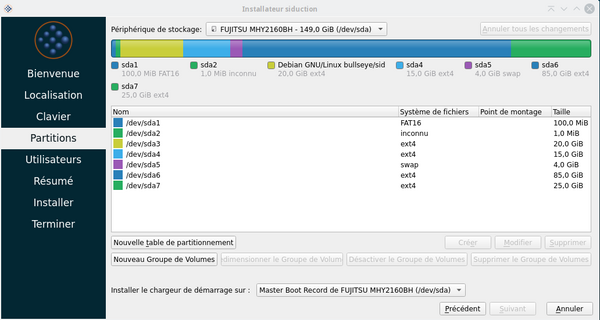 Installateur siduction
Périphérique de stockage: FUJITSU MHY2160BH - 149,0 GiB (/dev/sda) Annuler tous les changements
sda1 sda2 Debian GNU/Linux bullseye/sid sda4 sda5 sda6
100,0 MiB FAT16 1,0 MiB inconnu 20,0 GiB ext4 15,0 GiB ext4 4,0 GiB swap 85,0 GiB ext4
sda7
25,0 GiB ext4
Bienvenue
Localisation
Clavier
Partitions
Utilisateurs
Résumé
Installer
Terminer
Nom Système de fichiers Point de montage Taille
/dev/sda1 FAT16 100,0 MiB
/dev/sda2 inconnu 1,0 MiB
/dev/sda3 ext4 20,0 GiB
/dev/sda4 ext4 15,0 GiB
/dev/sda5 swap 4,0 GiB
/dev/sda6 ext4 85,0 GiB
/dev/sda7 ext4 25,0 GiB
Nouvelle table de partitionnement Créer Modifier Supprimer
Nouveau Groupe de Volumes dimensionner le Groupe de Volum Désactiver le Groupe de Volumes Supprimer le Groupe de Volumes
Installer le chargeur de démarrage sur : Master Boot Record de FUJITSU MHY2160BH (/dev/sda)
Précédent Suivant Annuler